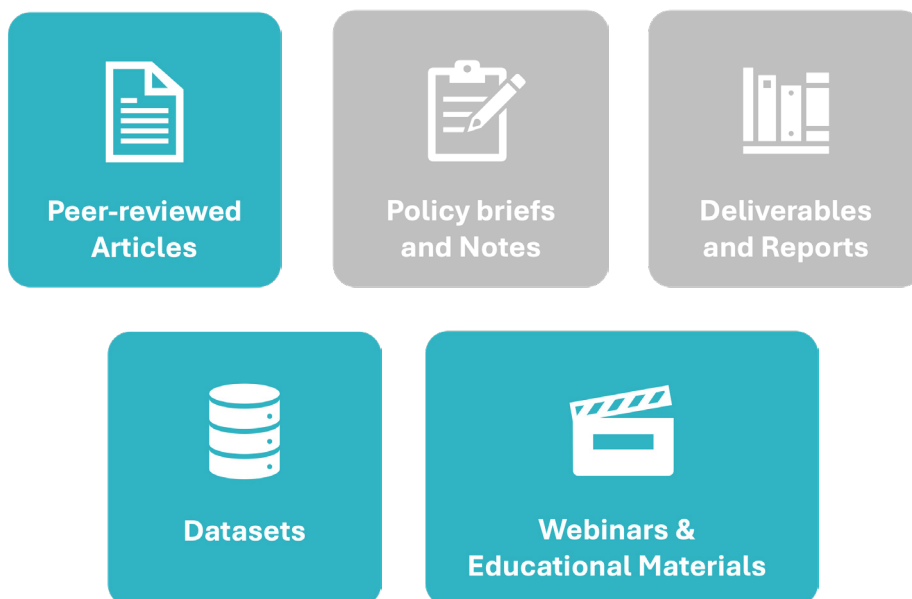 Peer-reviewed
Articles
Policy briefs
and Notes
Deliverables
and Reports
Datasets
Webinars &
Educational Materials